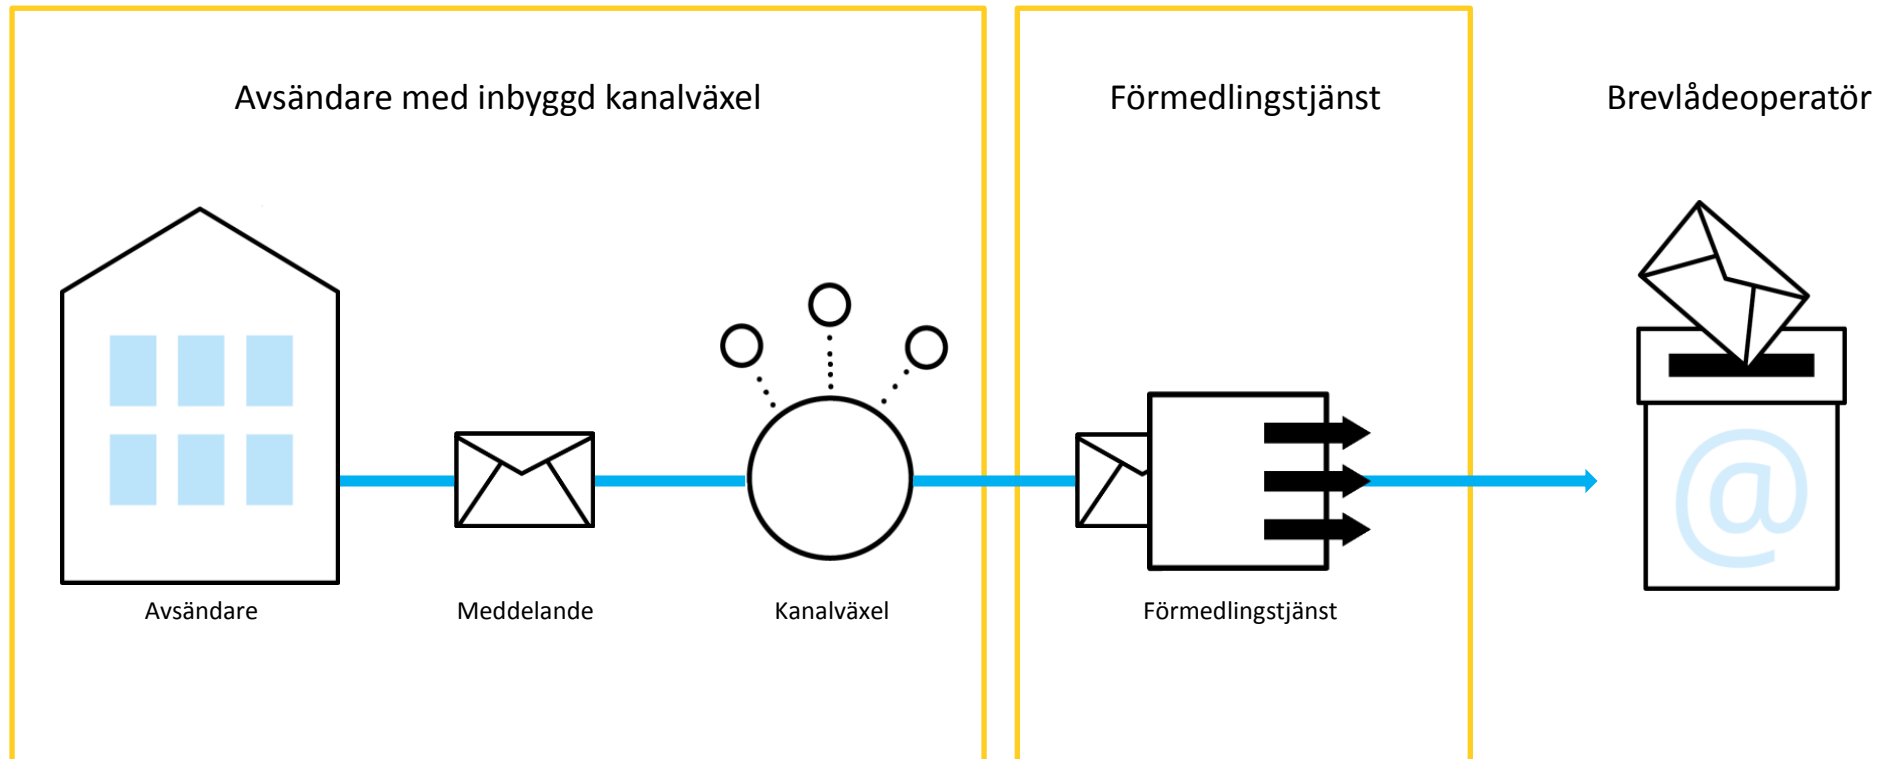 Avsändare med inbyggd kanalväxel
Förmedlingstjänst
Brevlådeoperatör
@
Avsändare
Meddelande
Kanalväxel
Förmedlingstjänst